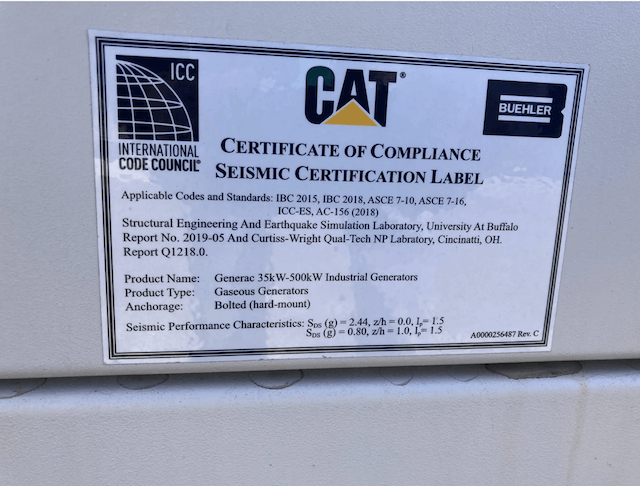 ICC
INTERNATIONAL
CODE COUNCIL®
CAT®
BUEHLER
CERTIFICATE OF COMPLIANCE
SEISMIC CERTIFICATION LABEL
Applicable Codes and Standards: IBC 2015, IBC 2018, ASCE 7-10, ASCE 7-16,
ICC-ES, AC-156 (2018)
Structural Engineering And Earthquake Simulation Laboratory, University At Buffalo
Report No. 2019-05 And Curtiss-Wright Qual-Tech NP Labratory, Cincinatti, OH.
Report Q1218.0.
Product Name: Generac 35kW-500kW Industrial Generators
Product Type: Gaseous Generators
Anchorage: Bolted (hard-mount)
Seismic Performance Characteristics: SDS (g) = 2.44, z/h = 0.0, Ip= 1.5
SDS (g) = 0.80, z/h = 1.0, Ip= 1.5
A0000256487 Rev. C